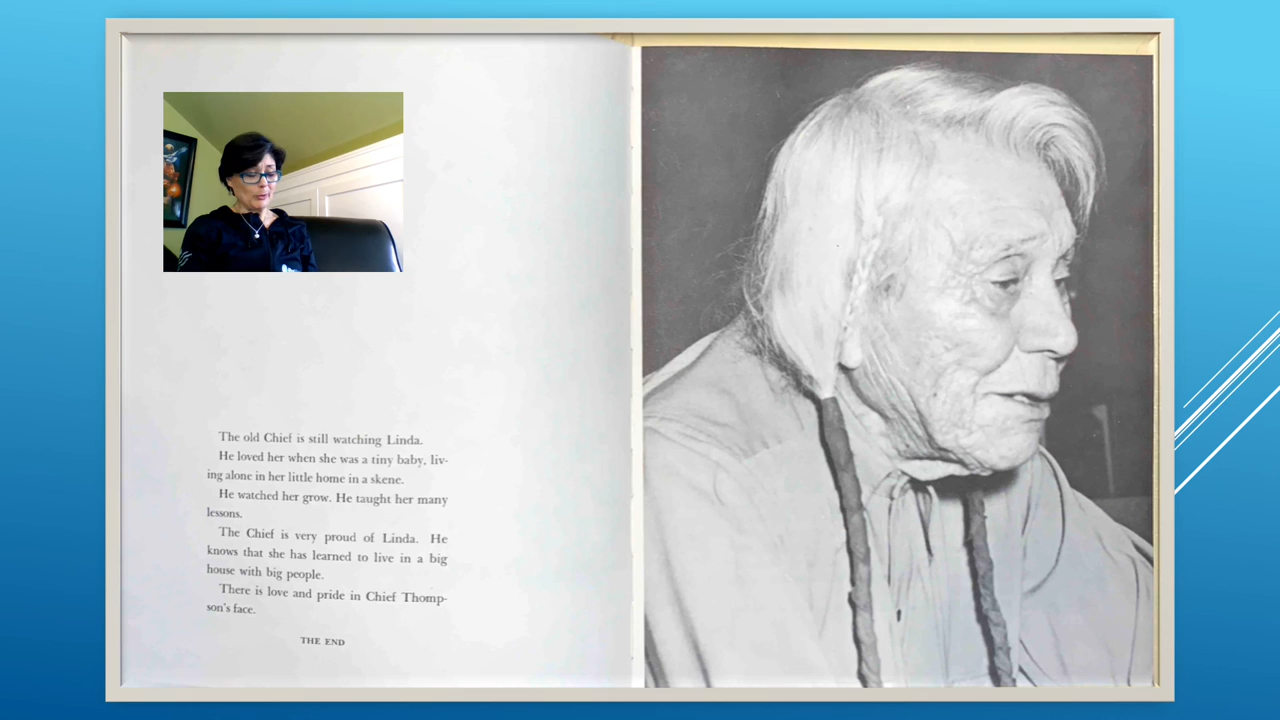 The old Chief is still watching Linda.
He loved her when she was a tiny baby, liv-
ing alone in her little home in a skene.
He watched her grow. He taught her many
lessons.
The Chief is very proud of Linda. He
knows that she has learned to live in a big
house with big people.
There is love and pride in Chief Thomp-
son's face.
THE END